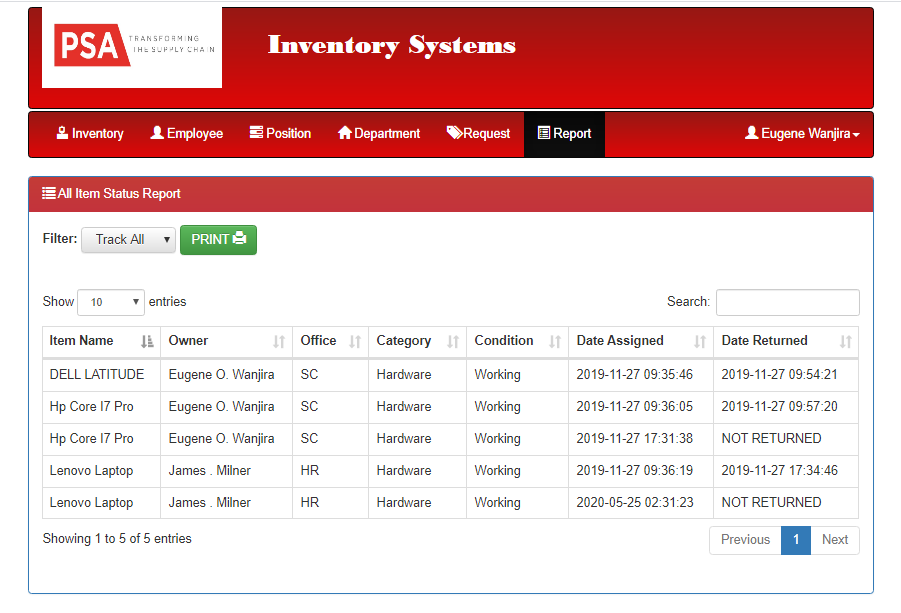 PSA TRANSFORMING
THE SUPPLY CHAIN
Inventory Systems
Inventory Employee Position Department Request Report Eugene Wanjira
All Item Status Report
Filter: Track All PRINT
Show 10 entries Search:
Item Name Owner Office Category Condition Date Assigned Date Returned
DELL LATITUDE Eugene O. Wanjira SC Hardware Working 2019-11-27 09:35:46 2019-11-27 09:54:21
Hp Core I7 Pro Eugene O. Wanjira SC Hardware Working 2019-11-27 09:36:05 2019-11-27 09:57:20
Hp Core I7 Pro Eugene O. Wanjira SC Hardware Working 2019-11-27 17:31:38 NOT RETURNED
Lenovo Laptop James . Milner HR Hardware Working 2019-11-27 09:36:19 2019-11-27 17:34:46
Lenovo Laptop James . Milner HR Hardware Working 2020-05-25 02:31:23 NOT RETURNED
Showing 1 to 5 of 5 entries Previous 1 Next